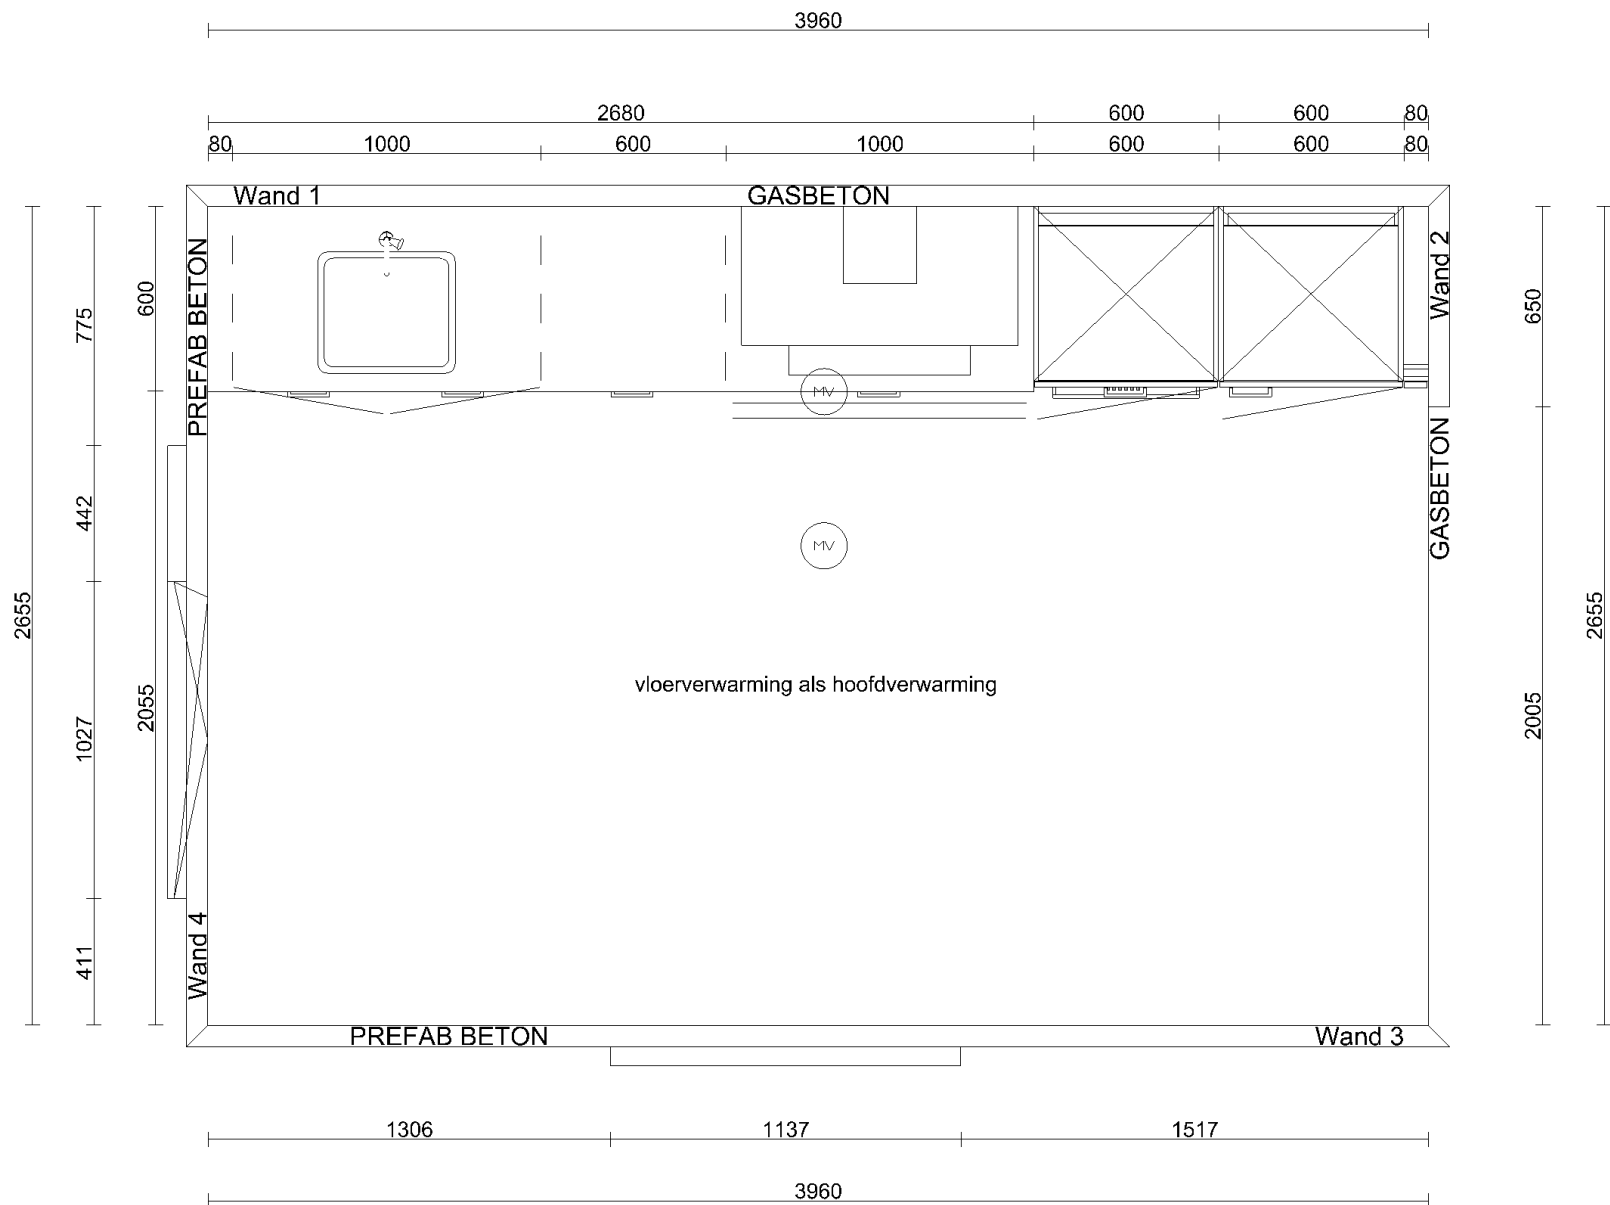 3960
2680 600 600 80
80 1000 600 1000 600 600 80
Wand 1 GASBETON
PREFAB BETON
Wand 2
600
775
650
MV
442
GASBETON
MV
2655
2655
vloerverwarming als hoofdverwarming
2055
2005
1027
Wand 4
411
PREFAB BETON Wand 3
1306 1137 1517
3960